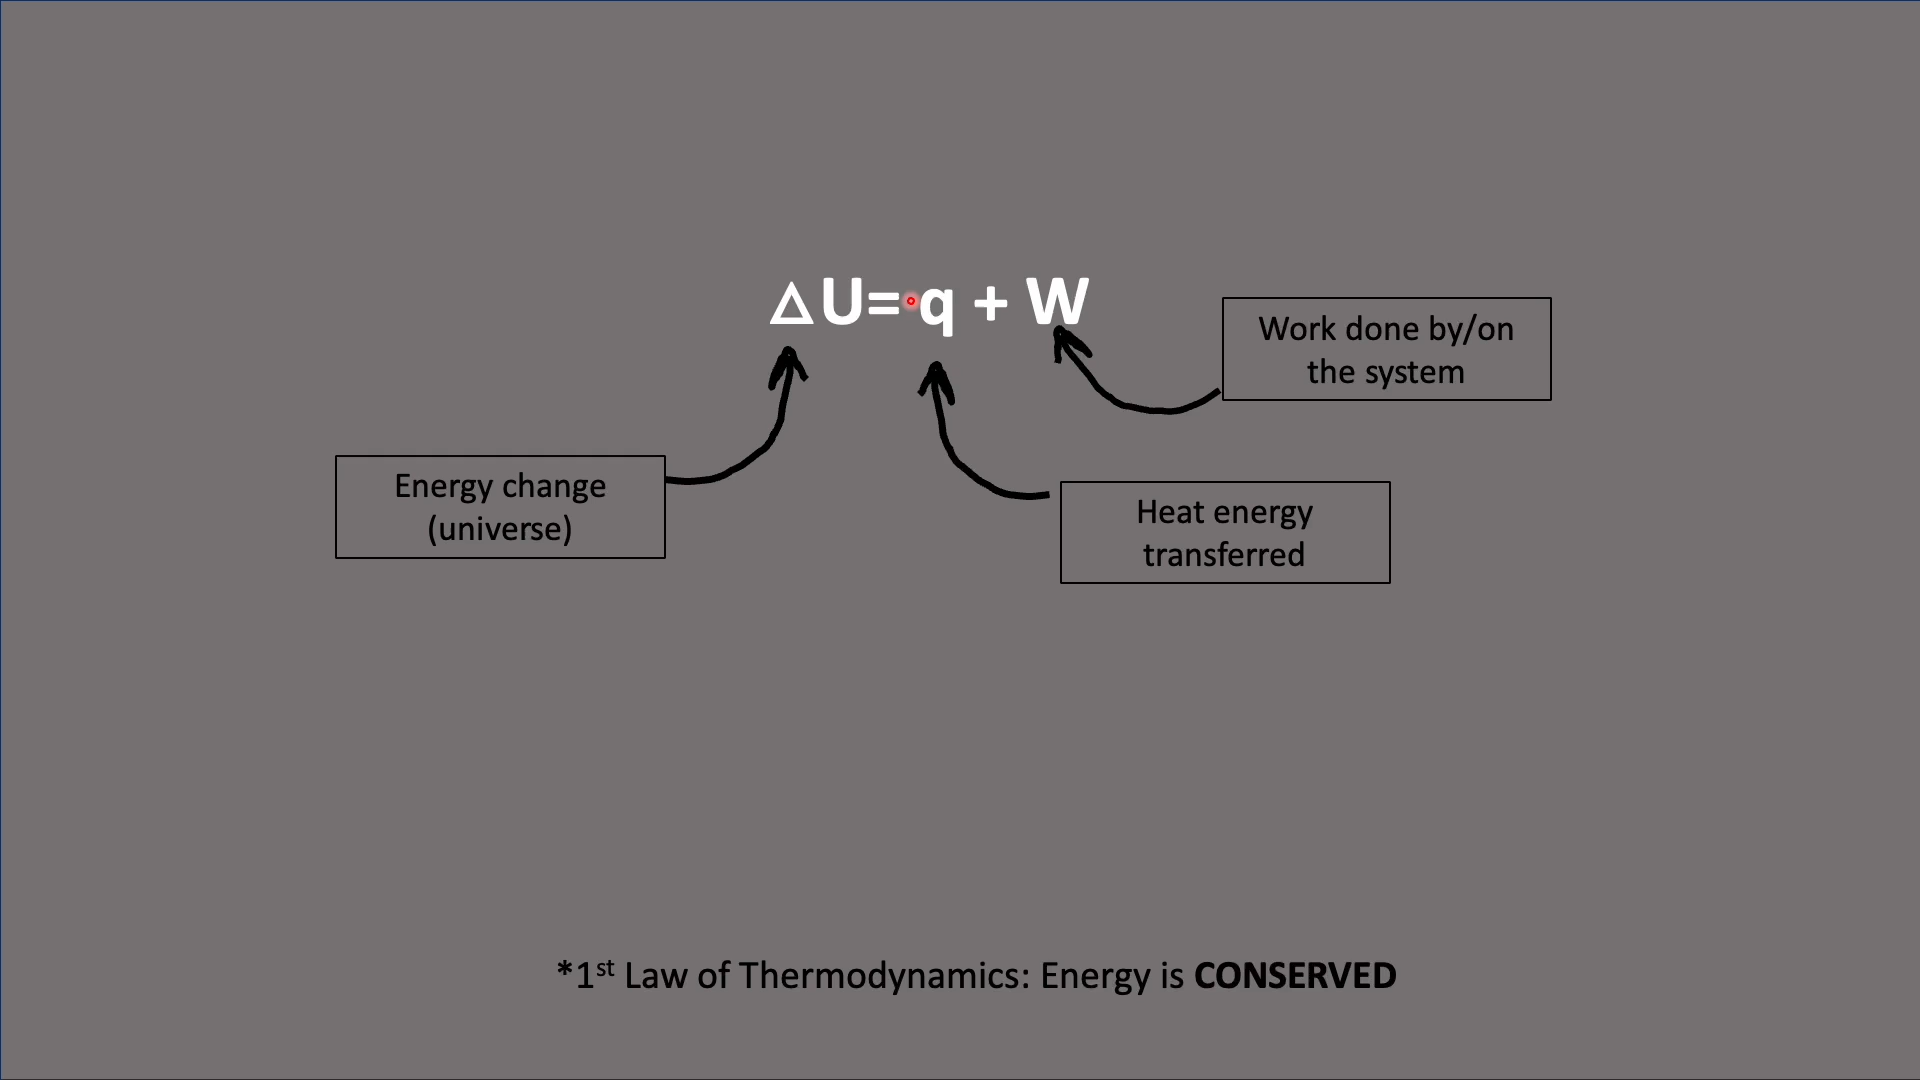 △U= q + W
Work done by/on
the system
Energy change
(universe)
Heat energy
transferred
*1st Law of Thermodynamics: Energy is CONSERVED